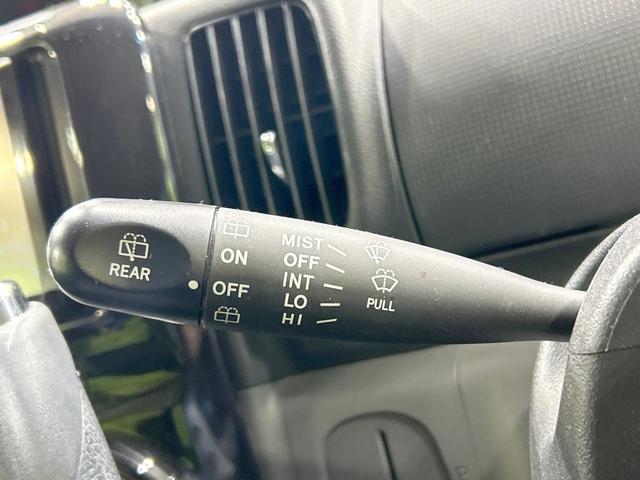 REAR
ON
OFF
MIST
OFF
INT
LO
HI
PULL